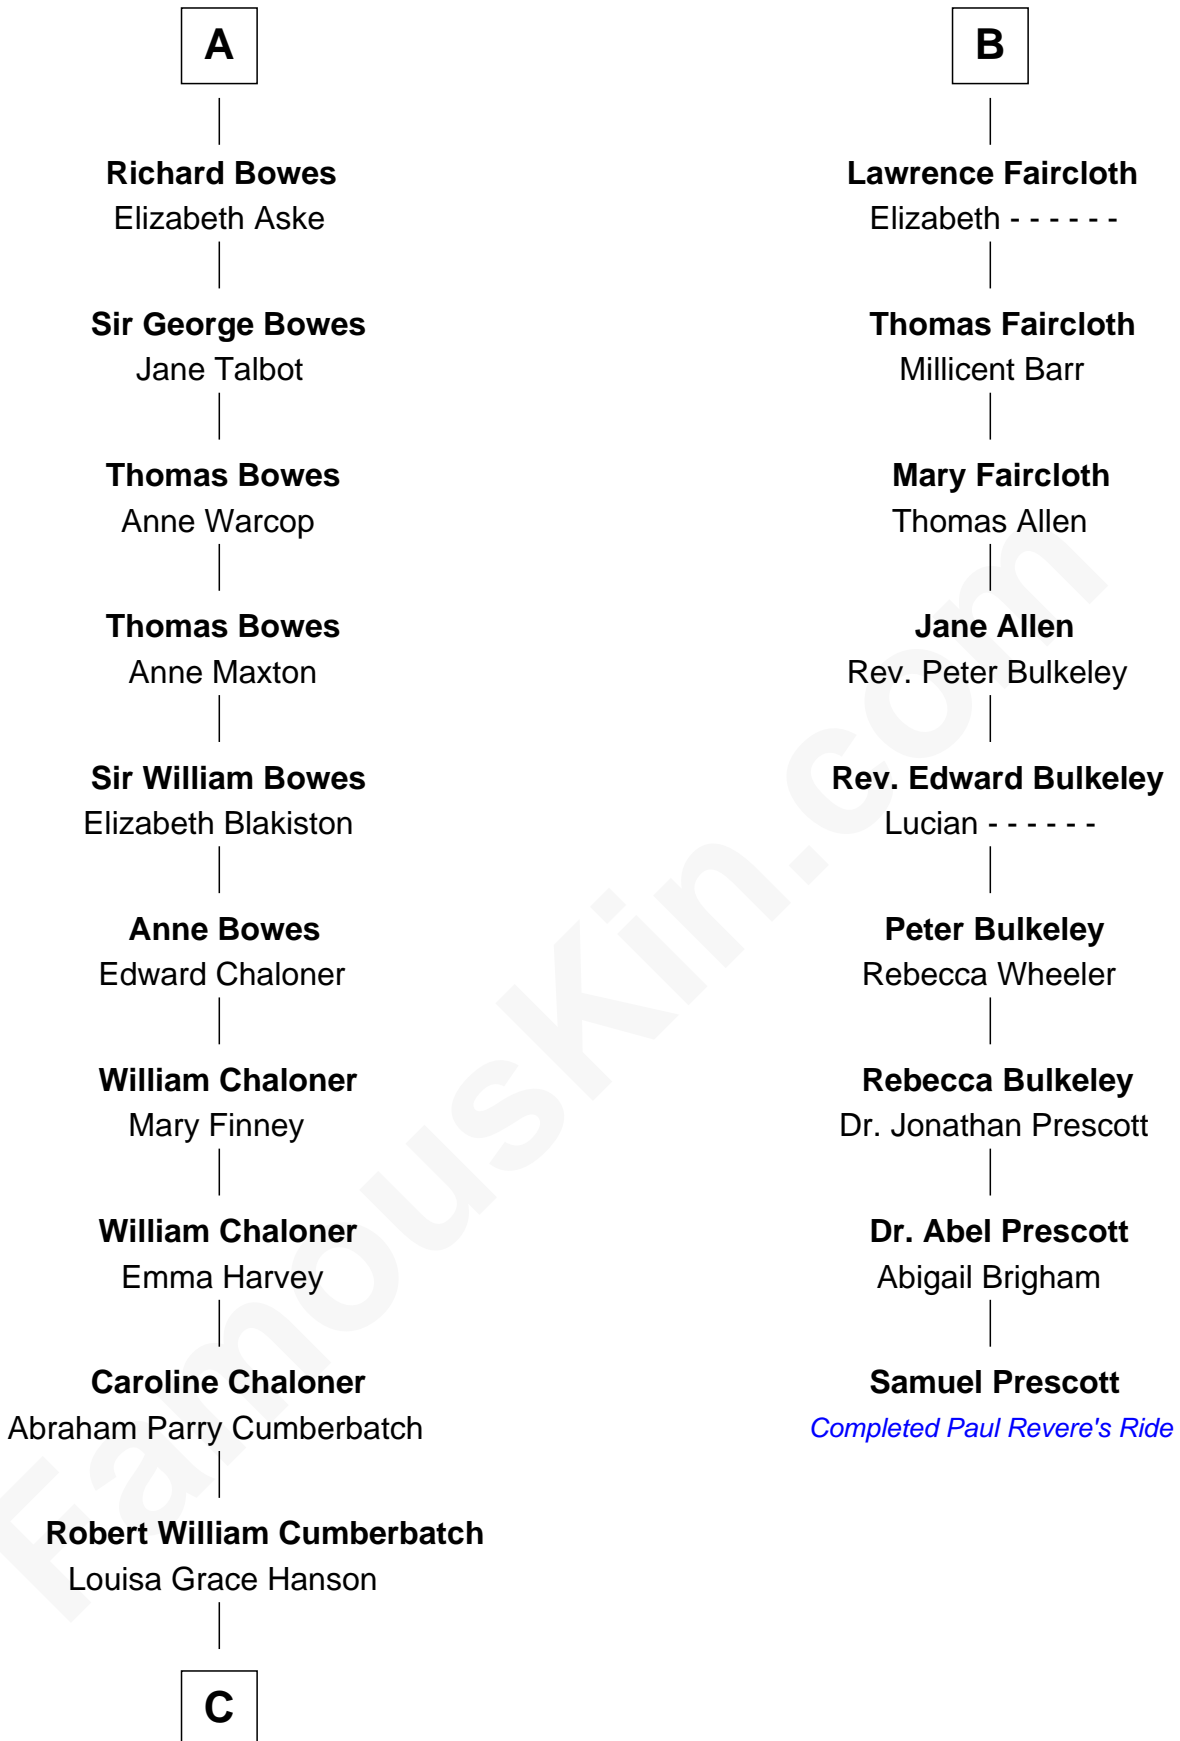 A
Richard Bowes
Elizabeth Aske
Sir George Bowes
Jane Talbot
Thomas Bowes
Anne Warcop
Thomas Bowes
Anne Maxton
Sir William Bowes
Elizabeth Blakiston
Anne Bowes
Edward Chaloner
William Chaloner
Mary Finney
William Chaloner
Emma Harvey
Caroline Chaloner
Abraham Parry Cumberbatch
Robert William Cumberbatch
Louisa Grace Hanson
C
B
Lawrence Faircloth
Elizabeth - - - - - -
Thomas Faircloth
Millicent Barr
Mary Faircloth
Thomas Allen
Jane Allen
Rev. Peter Bulkeley
Rev. Edward Bulkeley
Lucian - - - - - -
Peter Bulkeley
Rebecca Wheeler
Rebecca Bulkeley
Dr. Jonathan Prescott
Dr. Abel Prescott
Abigail Brigham
Samuel Prescott
Completed Paul Revere's Ride
FamousKin.com